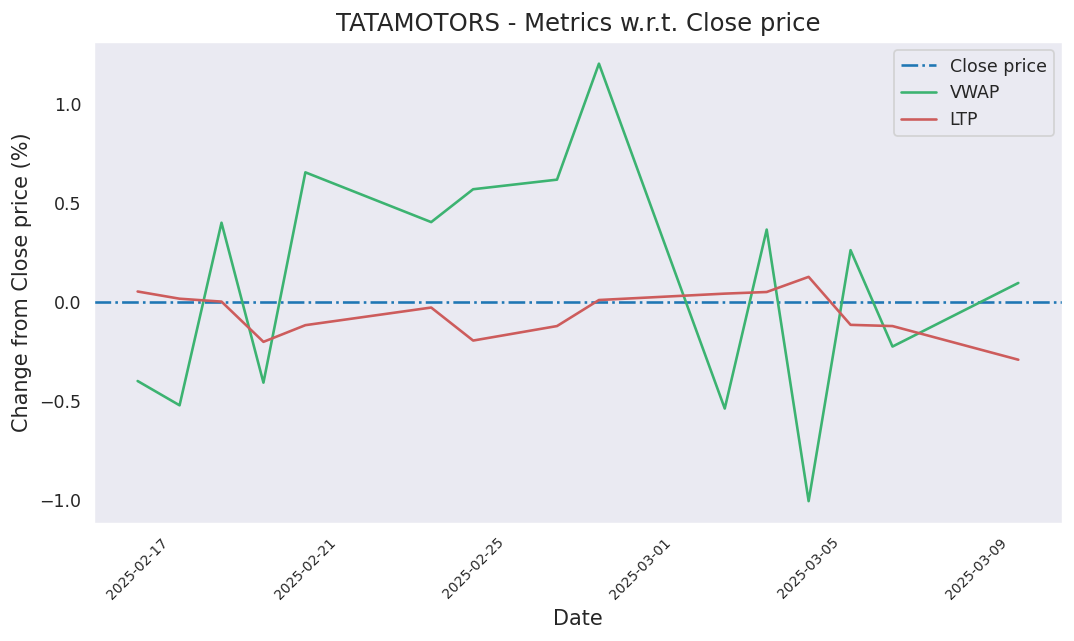 TATAMOTORS - Metrics w.r.t. Close price
Close price
VWAP
LTP
Change from Close price (%)
1.0
0.5
0.0
−0.5
−1.0
2025-02-17
2025-02-21
2025-02-25
2025-03-01
2025-03-05
2025-03-09
Date